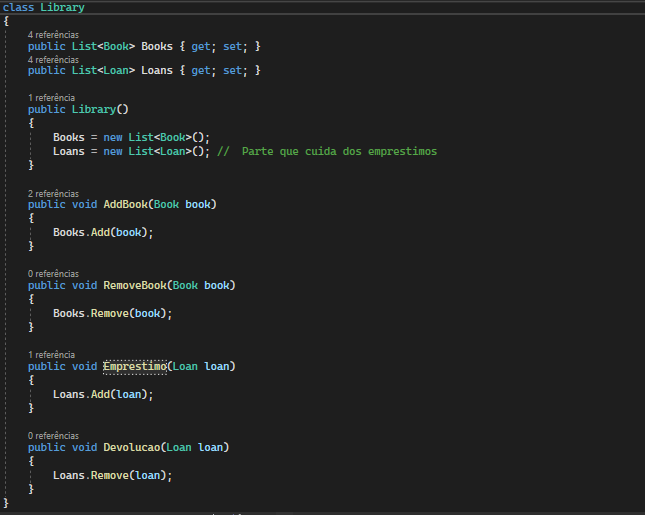 class Library
{
4 referências
public List<Book> Books { get; set; }
4 referências
public List<Loan> Loans { get; set; }
1 referência
public Library()
{
Books = new List<Book>();
Loans = new List<Loan>(); //  Parte que cuida dos emprestimos
}
2 referências
public void AddBook(Book book)
{
Books.Add(book);
}
0 referências
public void RemoveBook(Book book)
{
Books.Remove(book);
}
1 referência
public void Emprestimo(Loan loan)
{
Loans.Add(loan);
}
0 referências
public void Devolucao(Loan loan)
{
Loans.Remove(loan);
}
}